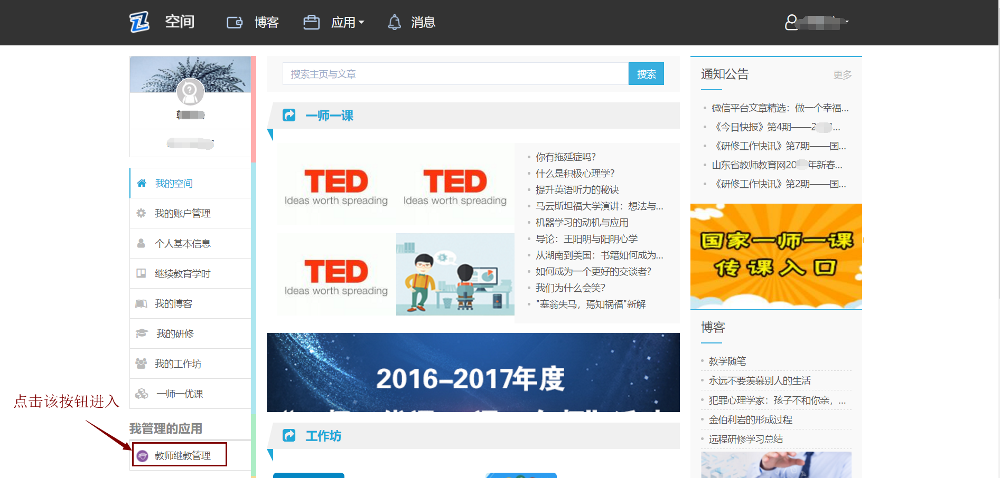 空间
博客
应用
消息
搜索主页与文章
搜索
我的空间
我的账户管理
个人基本信息
继续教育学时
我的博客
我的研修
我的工作坊
一师一优课
点击该按钮进入
我管理的应用
教师继教管理
一师一课
TED
Ideas worth spreading
TED
Ideas worth spreading
TED
Ideas worth spreading
你有拖延症吗?
什么是积极心理学?
提升英语听力的秘诀
马云斯坦福大学演讲：想法与...
机器学习的动机与应用
导论：王阳明与阳明心学
从湖南到美国：书籍如何成为...
如何成为一个更好的交谈者?
我们为什么会笑?
"塞翁失马，焉知祸福"新解
2016-2017年度
工作坊
通知公告
更多
微信平台文章精选：做一个幸福...
《今日快报》第4期——2...
《研修工作快讯》第7期——国...
山东省教师教育网20 年新春...
《研修工作快讯》第2期——国...
国家一师一课
传课入口
博客
教学随笔
永远不要羡慕别人的生活
犯罪心理学家：孩子不和你亲，...
金伯利岩的形成过程
远程研修学习总结